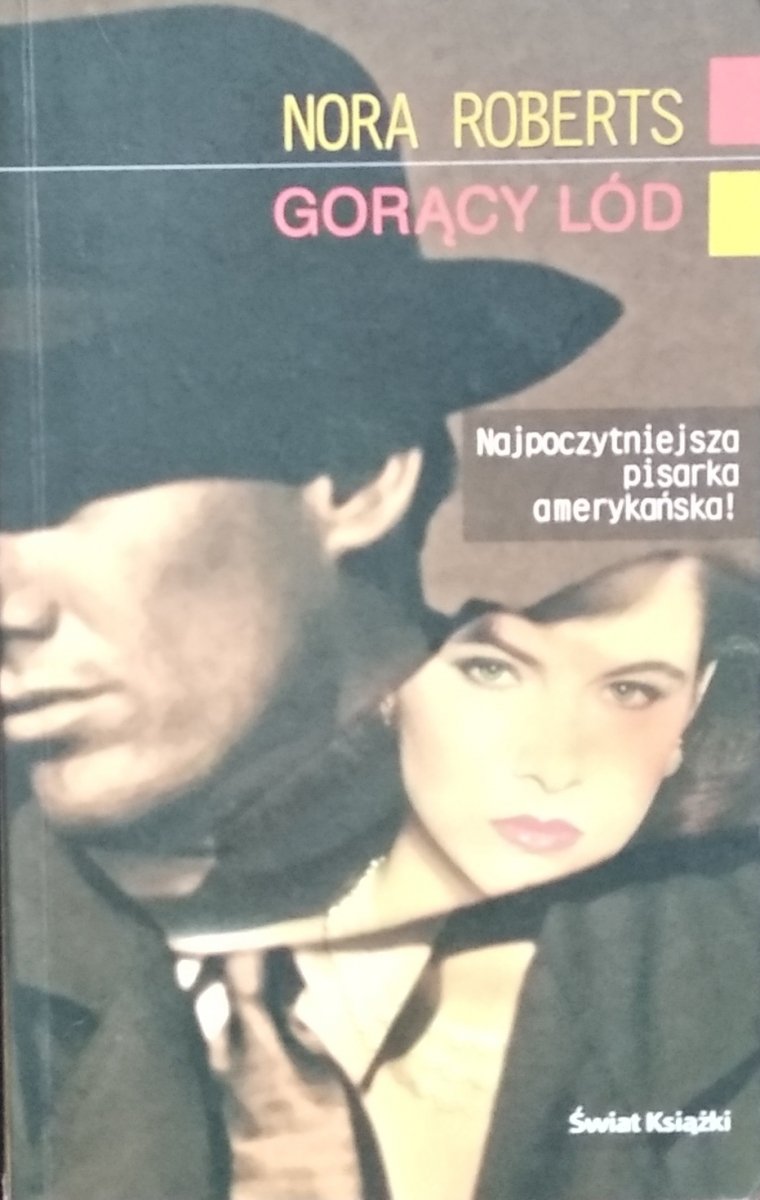 NORA ROBERTS
GORĄCY LÓD
Najpoczytniejsza
pisarka
amerykańska!
Świat Książki